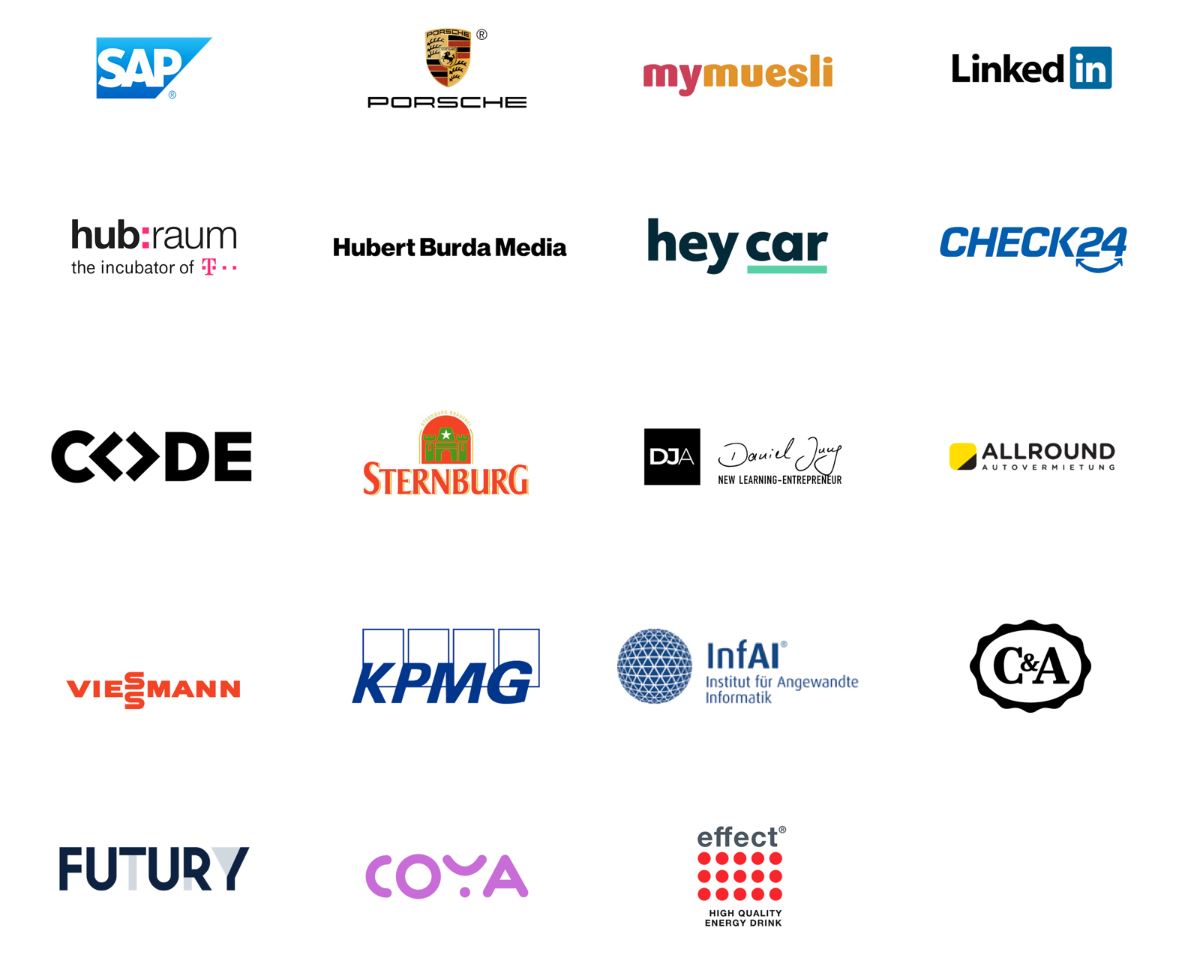 SAP ®
PORSCHE ®
PORSCHE
mymuesli
Linked in
hub:raum
the incubator of T
Hubert Burda Media
hey car
CHECK24
C<>DE
STERNBURG
DJA
Daniel Jung
NEW LEARNING-ENTREPRENEUR
ALLROUND
AUTOVERMIETUNG
VIESSMANN
KPMG
InfAI®
Institut für Angewandte
Informatik
C&A
FUTURY
COYA
effect®
HIGH QUALITY
ENERGY DRINK